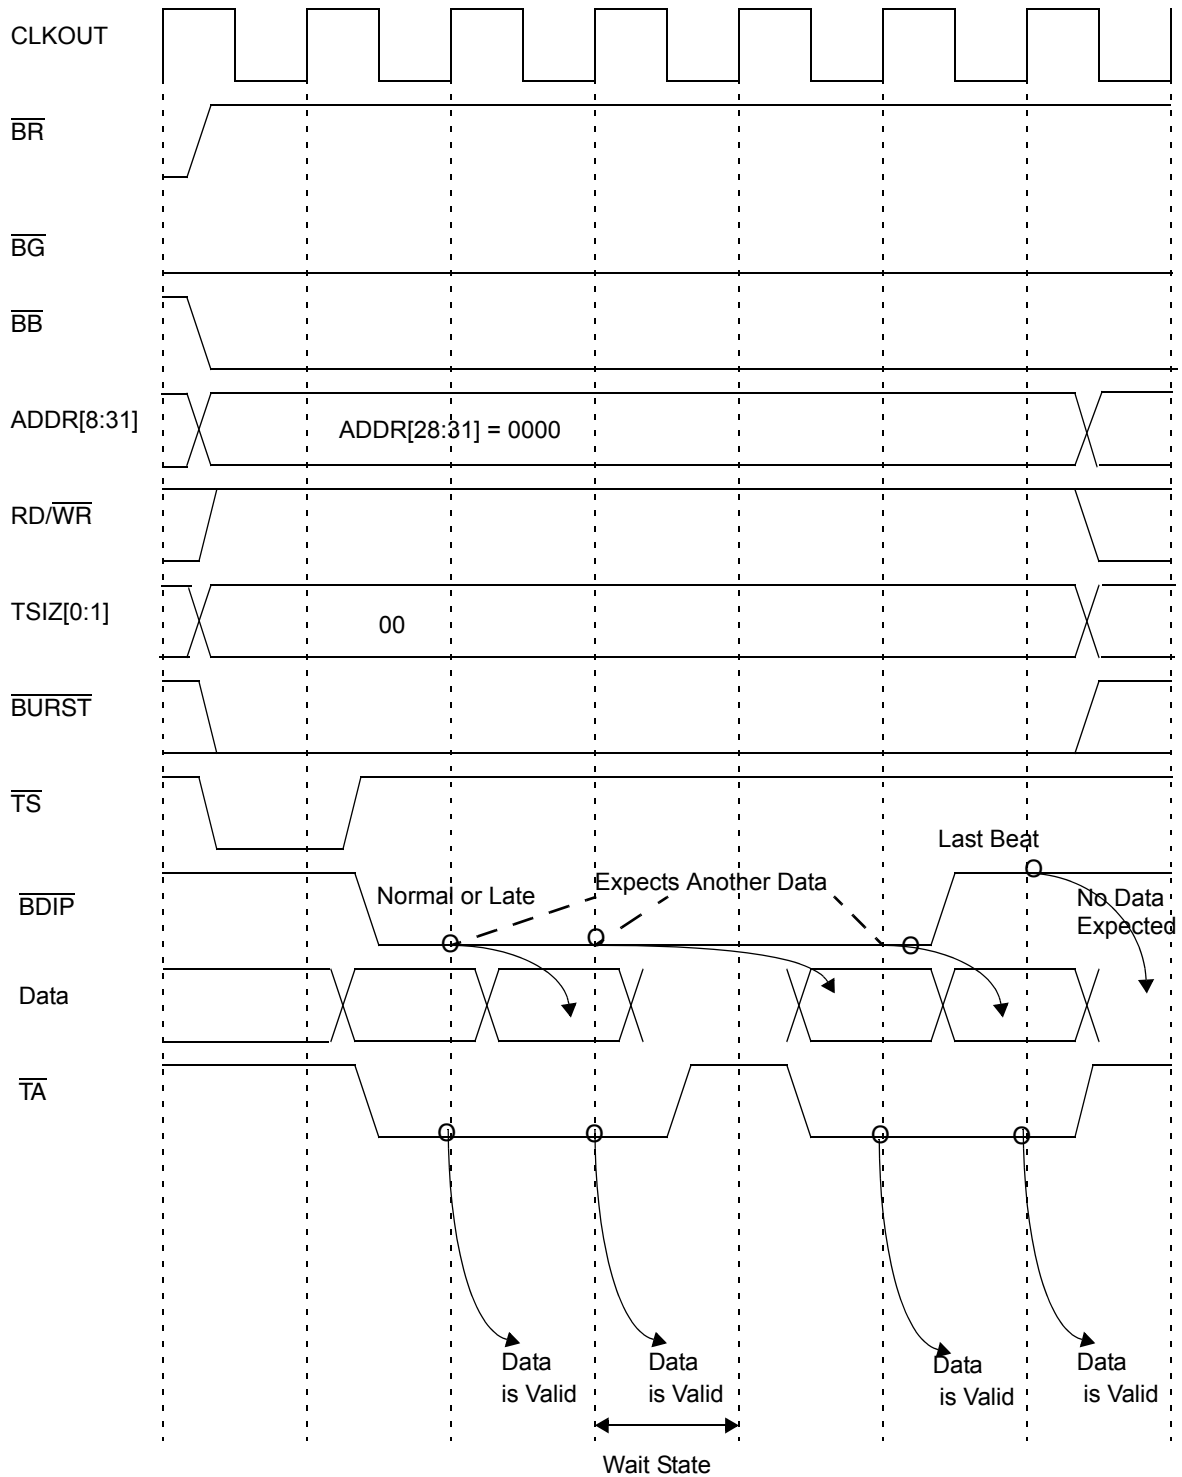 CLKOUT
BR
BG
BB
ADDR[8:31]
ADDR[28:31] = 0000
RD/WR
TSIZ[0:1]
00
BURST
TS
Last Beat
BDIP
Normal or Late
Expects Another Data
No Data
Expected
Data
TA
Data
is Valid
Data
is Valid
Data
is Valid
Data
is Valid
Wait State